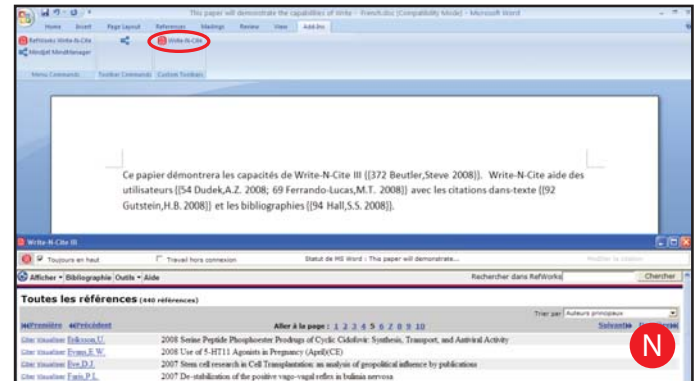 This paper will demonstrate the capabilities of Write - French.doc [Compatibility Mode] - Microsoft Word
Home Insert Page Layout References Mailings Review View Add-Ins
RefWorks Write-N-Cite Write-N-Cite
Mindjet MindManager
Menu Commands Toolbar Commands Custom Toolbars
Ce papier démontrera les capacités de Write-N-Cite III {{372 Beutler,Steve 2008}}. Write-N-Cite aide des
utilisateurs {{54 Dudek,A.Z. 2008; 69 Ferrando-Lucas,M.T. 2008}} avec les citations dans-texte {{92
Gutstein,H.B. 2008}} et les bibliographies {{94 Hall,S.S. 2008}}.
Write-N-Cite III
Toujours en haut Travail hors connexion Statut de MS Word : This paper will demonstrate... Modifier la citation
Afficher Bibliographie Outils Aide Rechercher dans RefWorks Chercher
Toutes les références (440 références)
Trier par Auteurs principaux
Première Précédent Aller à la page : 1 2 3 4 5 6 7 8 9 10 Suivant
Citer Visualiser Eriksson,U. 2008 Serine Peptide Phosphoester Prodrugs of Cyclic Cidofovir: Synthesis, Transport, and Antiviral Activity
Citer Visualiser Evans,E.W. 2008 Use of 5-HT11 Agonists in Pregnancy (April)(CE)
Citer Visualiser Eve,D.J. 2007 Stem cell research in Cell Transplantation: an analysis of geopolitical influence by publications
Citer Visualiser Faris,P.L. 2007 De-stabilization of the positive vago-vagal reflex in bulimia nervosa
N